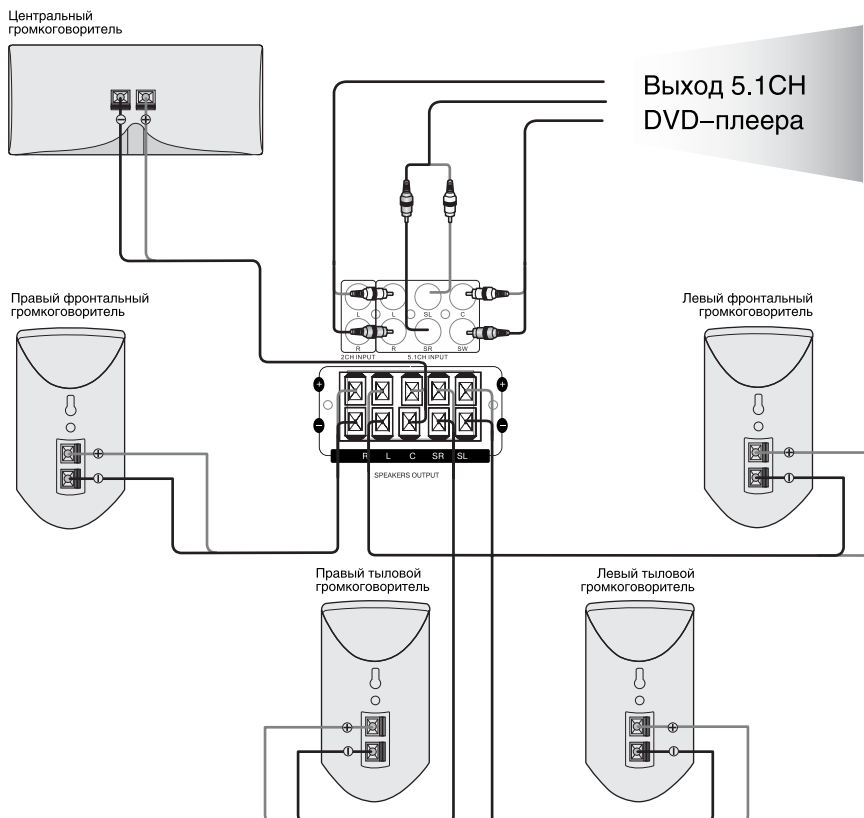 Центральный
громкоговоритель
Выход 5.1CH
DVD–плеера
Правый фронтальный
громкоговоритель
Левый фронтальный
громкоговоритель
L L SL C
R R SR SW
2CH INPUT 5.1CH INPUT
R L C SR SL
SPEAKERS OUTPUT
Правый тыловой
громкоговоритель
Левый тыловой
громкоговоритель